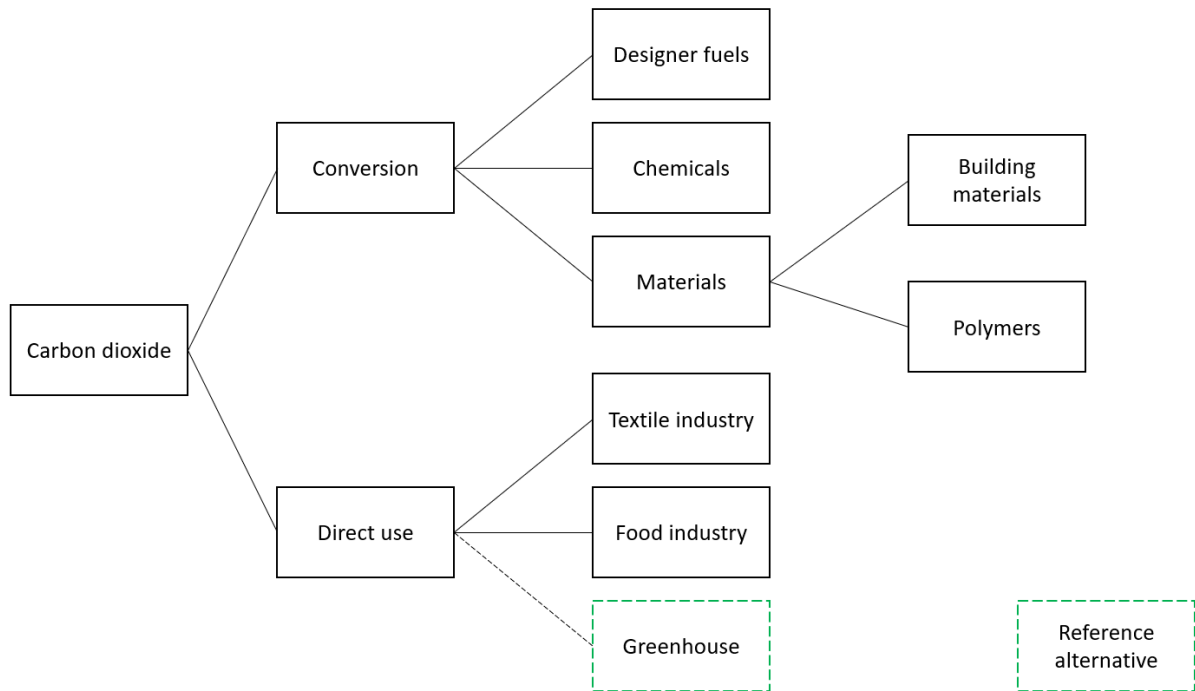 Designer fuels
Conversion
Chemicals
Building
materials
Materials
Polymers
Carbon dioxide
Textile industry
Direct use
Food industry
Greenhouse
Reference
alternative